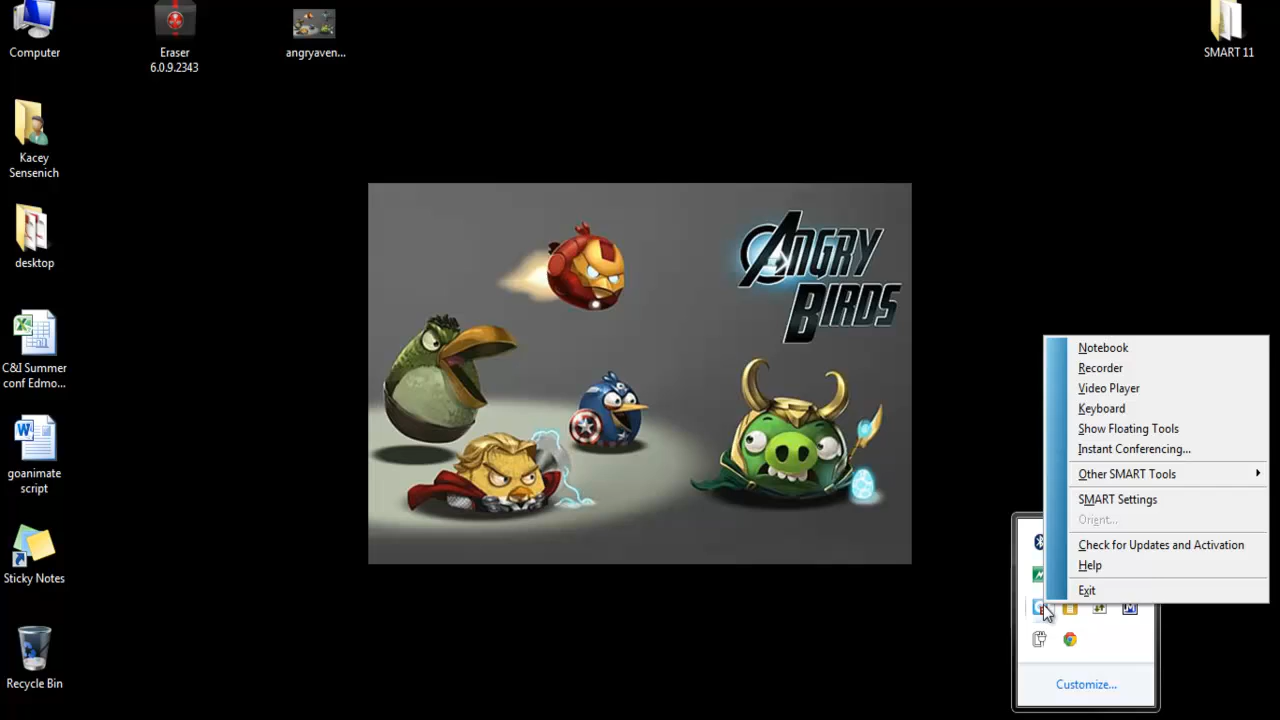 Computer
Eraser
6.0.9.2343
angryaven...
SMART 11
Kacey
Sensenich
desktop
C&I Summer
conf Edmo...
goanimate
script
Sticky Notes
Recycle Bin
ANGRY
BIRDS
Notebook
Recorder
Video Player
Keyboard
Show Floating Tools
Instant Conferencing...
Other SMART Tools
SMART Settings
Orient...
Check for Updates and Activation
Help
Exit
Customize...